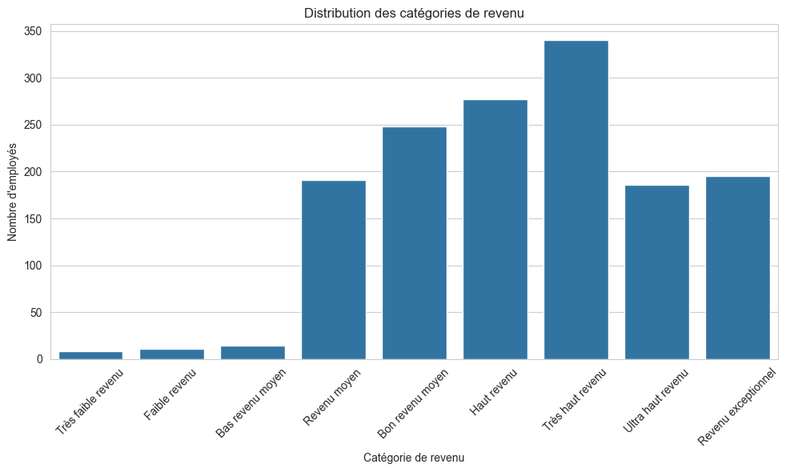 Distribution des catégories de revenu
350
300
250
200
150
100
50
0
Nombre d'employés
Très faible revenu
Faible revenu
Bas revenu moyen
Revenu moyen
Bon revenu moyen
Haut revenu
Très haut revenu
Ultra haut revenu
Revenu exceptionnel
Catégorie de revenu